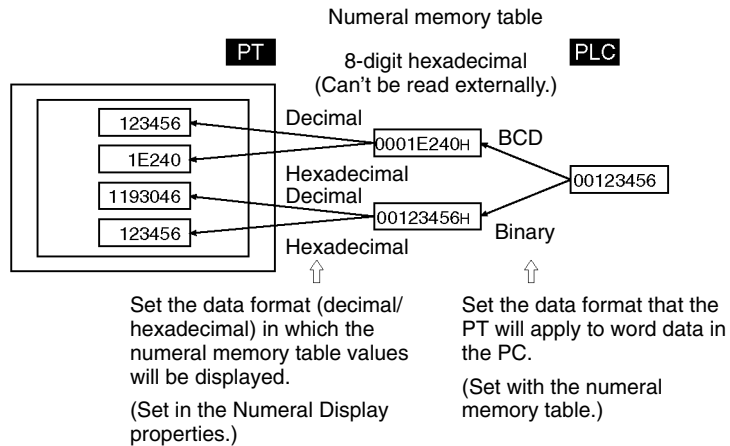 Numeral memory table
PT
8-digit hexadecimal
(Can't be read externally.)
PLC
123456
Decimal
0001E240H
BCD
1E240
Hexadecimal
00123456
1193046
Decimal
00123456H
123456
Hexadecimal
Binary
Set the data format (decimal/
hexadecimal) in which the
numeral memory table values
will be displayed.
(Set in the Numeral Display
properties.)
Set the data format that the
PT will apply to word data in
the PC.
(Set with the numeral
memory table.)